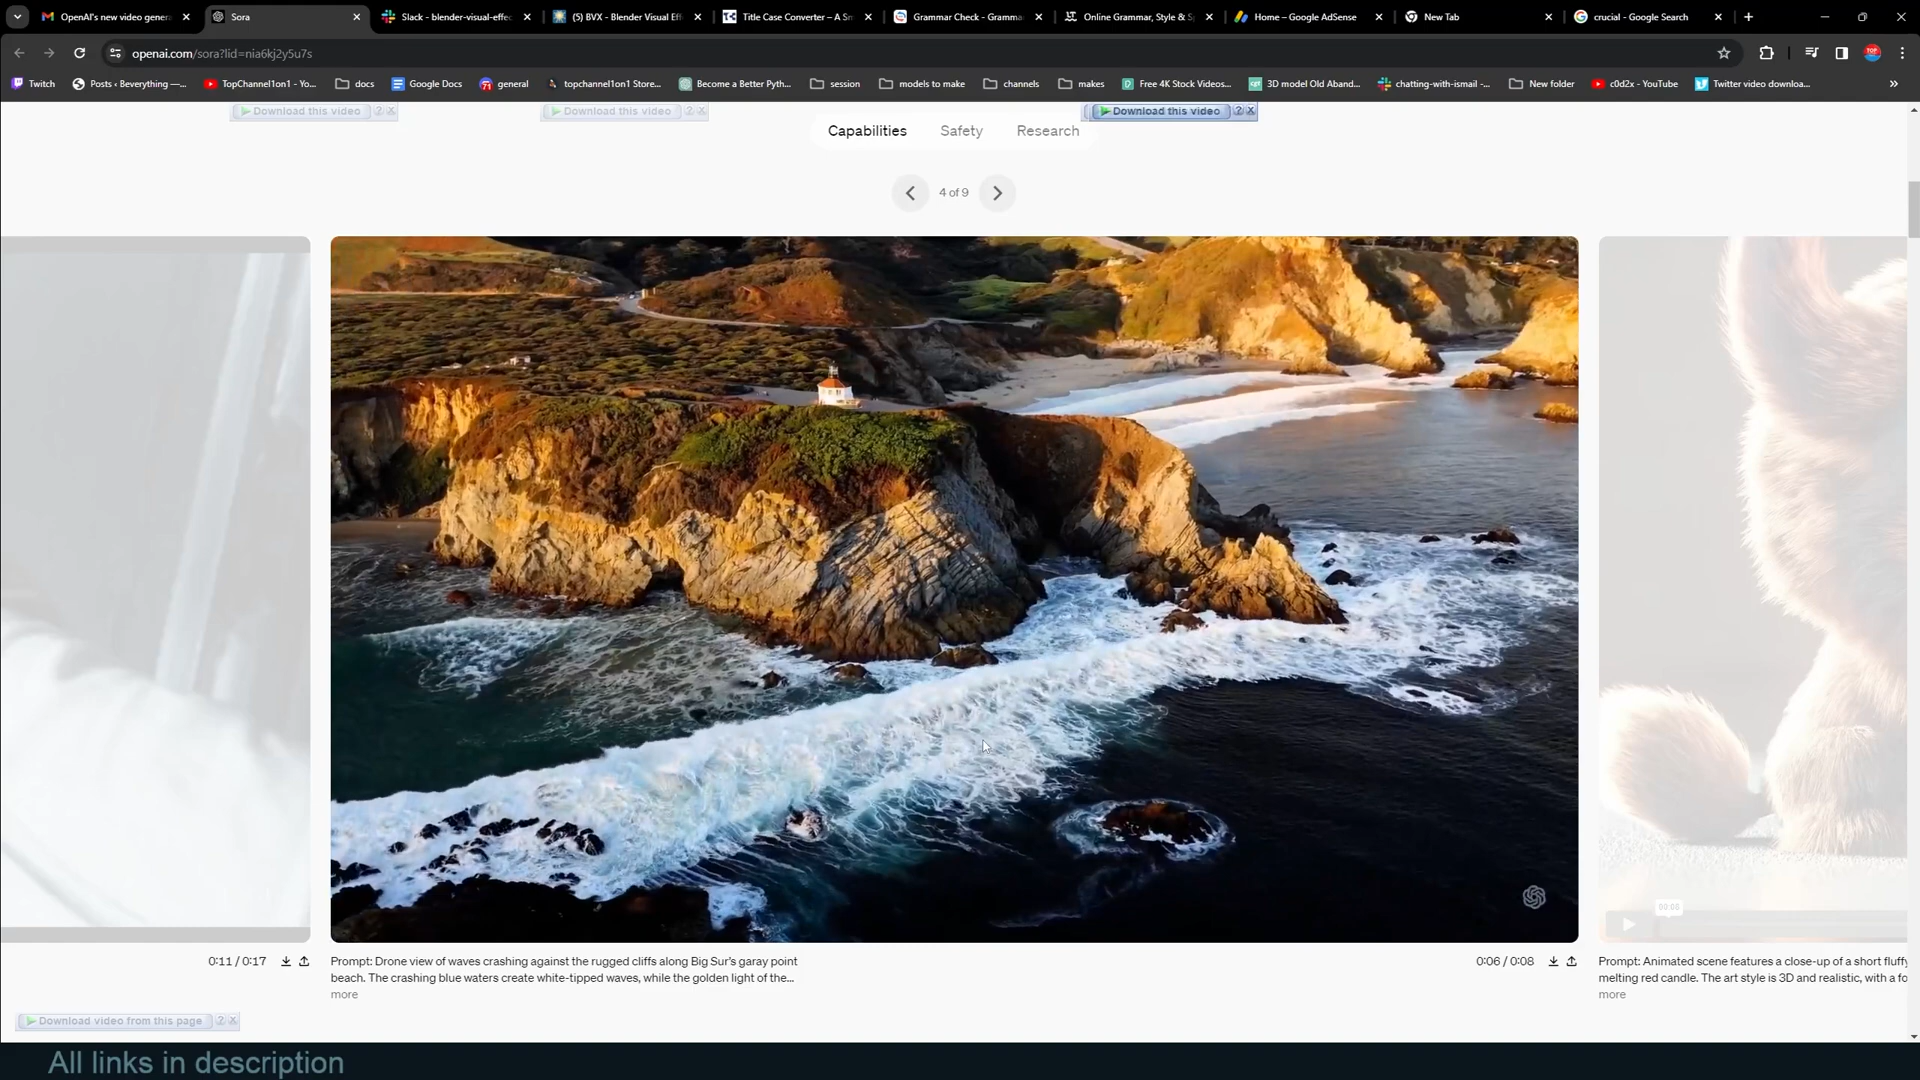 OpenAI's new video genera
Sora
Slack - blender-visual-effec
(5) BVX - Blender Visual Eff
Title Case Converter – A Sm
Grammar Check - Gramma
Online Grammar, Style & S
Home – Google AdSense
New Tab
crucial - Google Search
openai.com/sora?lid=nia6kj2y5u7s
Twitch
Posts ‹ Beverything —...
TopChannel1on1 - Yo...
docs
Google Docs
general
topchannel1on1 Store...
Become a Better Pyth...
session
models to make
channels
makes
Free 4K Stock Videos...
3D model Old Aband...
chatting-with-ismail -...
New folder
c0d2x - YouTube
Twitter video downloa...
Download this video
Download this video
Download this video
Capabilities
Safety
Research
4 of 9
00:08
0:11 / 0:17
Prompt: Drone view of waves crashing against the rugged cliffs along Big Sur's garay point
beach. The crashing blue waters create white-tipped waves, while the golden light of the...
more
0:06 / 0:08
Prompt: Animated scene features a close-up of a short fluffy
melting red candle. The art style is 3D and realistic, with a fo
more
Download video from this page
All links in description